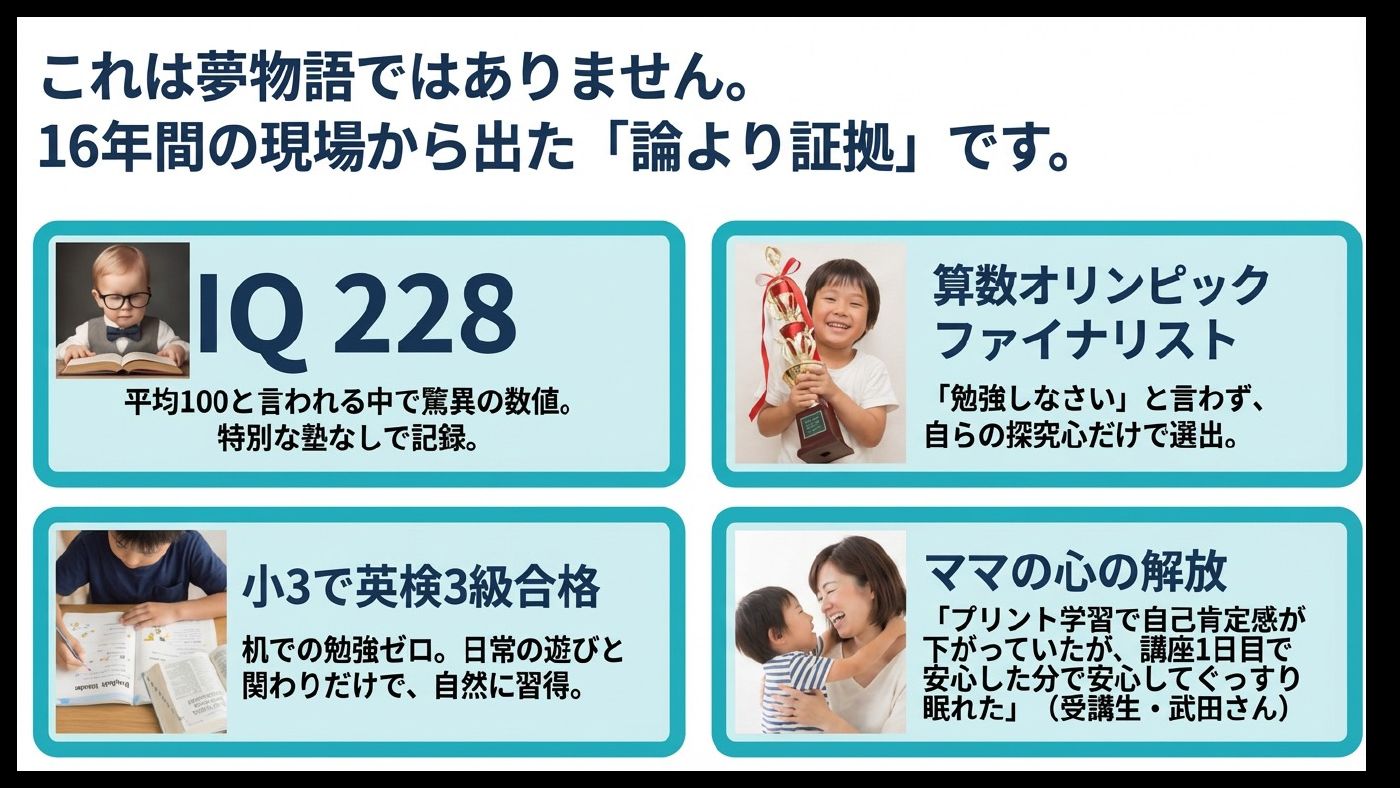 これは夢物語ではありません。
16年間の現場から出た「論より証拠」です。
IQ 228
平均100と言われる中で驚異の数値。
特別な塾なしで記録。
算数オリンピック
ファイナリスト
「勉強しなさい」と言わず、
自らの探究心だけで選出。
小3で英検3級合格
机での勉強ゼロ。日常の遊びと
関わりだけで、自然に習得。
ママの心の解放
「プリント学習で自己肯定感が
下がっていたが、講座1日目で
安心した分で安心してぐっすり
眠れた」（受講生・武田さん）